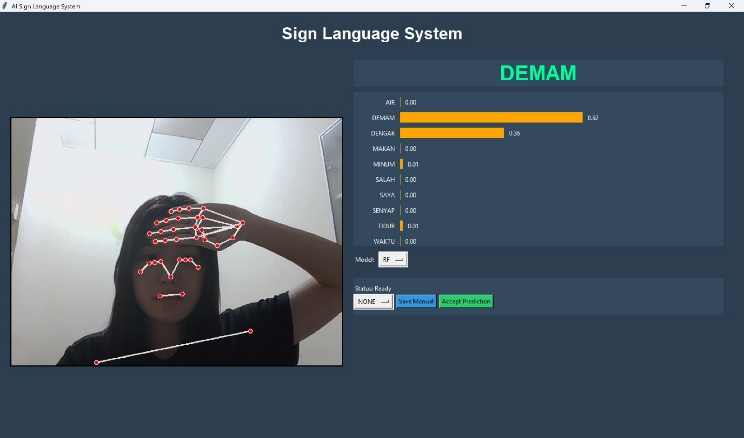 AI Sign Language System
Sign Language System
DEMAM
AIR 0.00
DEMAM 0.62
DENGAR 0.36
MAKAN 0.00
MINUM 0.01
SALAH 0.00
SAYA 0.00
SENYAP 0.00
TIDUR 0.01
WAKTU 0.00
Model: RF
Status: Ready
NONE Save Manual Accept Prediction